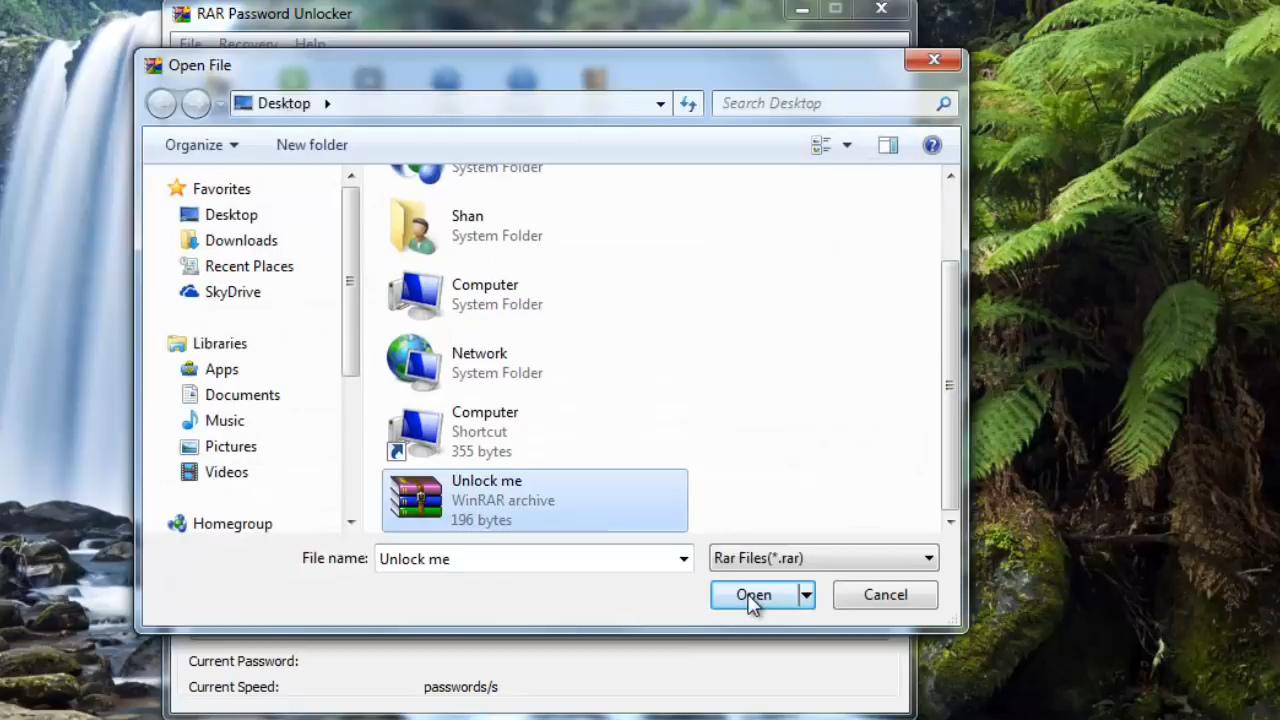 RAR Password Unlocker
File Recovery Help
Open File
Desktop
Search Desktop
Organize
New folder
Favorites
Desktop
Downloads
Recent Places
SkyDrive
Libraries
Apps
Documents
Music
Pictures
Videos
Homegroup
System Folder
Shan
System Folder
Computer
System Folder
Network
System Folder
Computer
Shortcut
355 bytes
Unlock me
WinRAR archive
196 bytes
File name: Unlock me
Rar Files(*.rar)
Open
Cancel
Current Password:
Current Speed: passwords/s